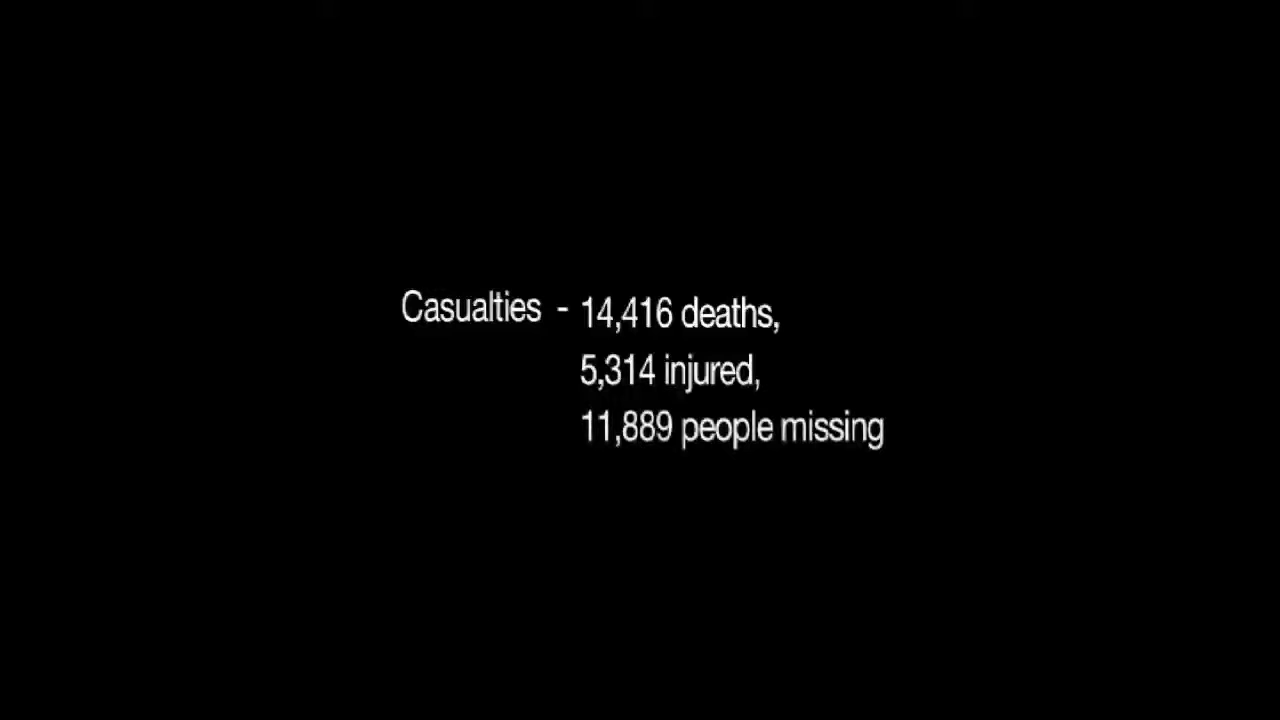 Casualties - 14,416 deaths,
5,314 injured,
11,889 people missing